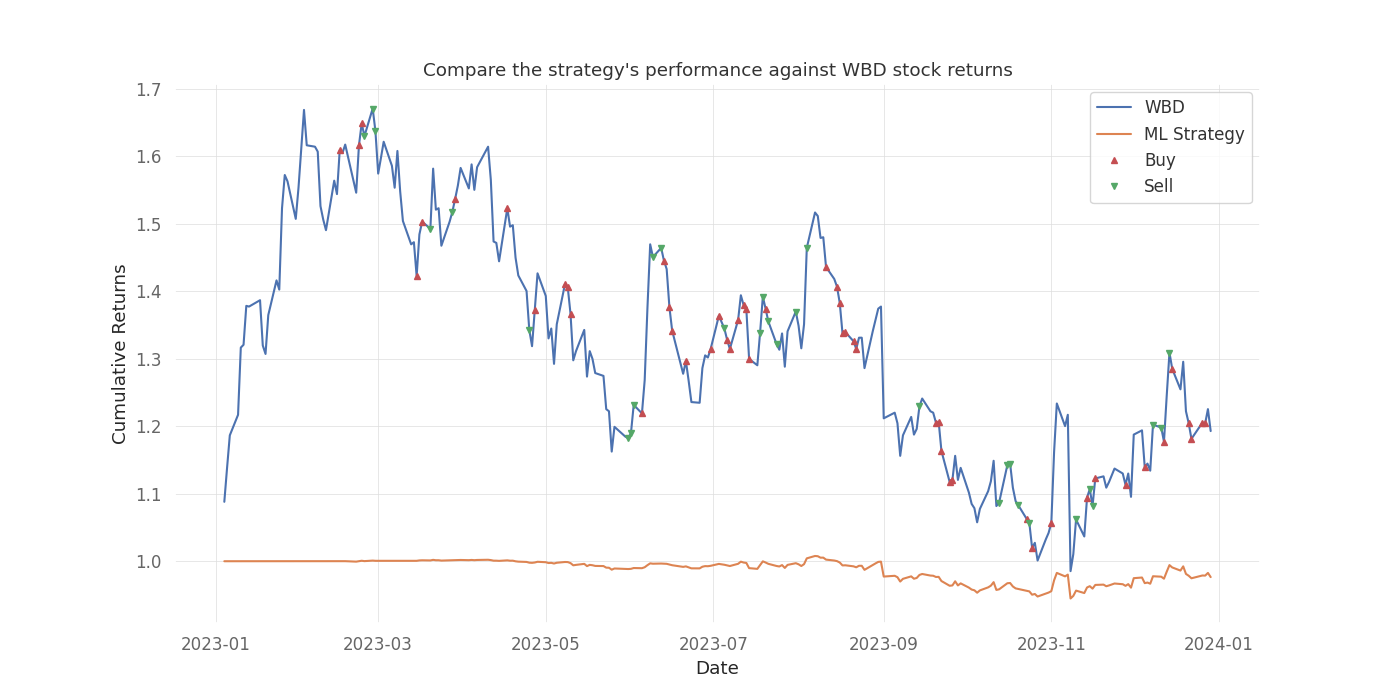 Compare the strategy's performance against WBD stock returns
WBD
ML Strategy
Buy
Sell
Cumulative Returns
1.7
1.6
1.5
1.4
1.3
1.2
1.1
1.0
2023-01
2023-03
2023-05
2023-07
2023-09
2023-11
2024-01
Date